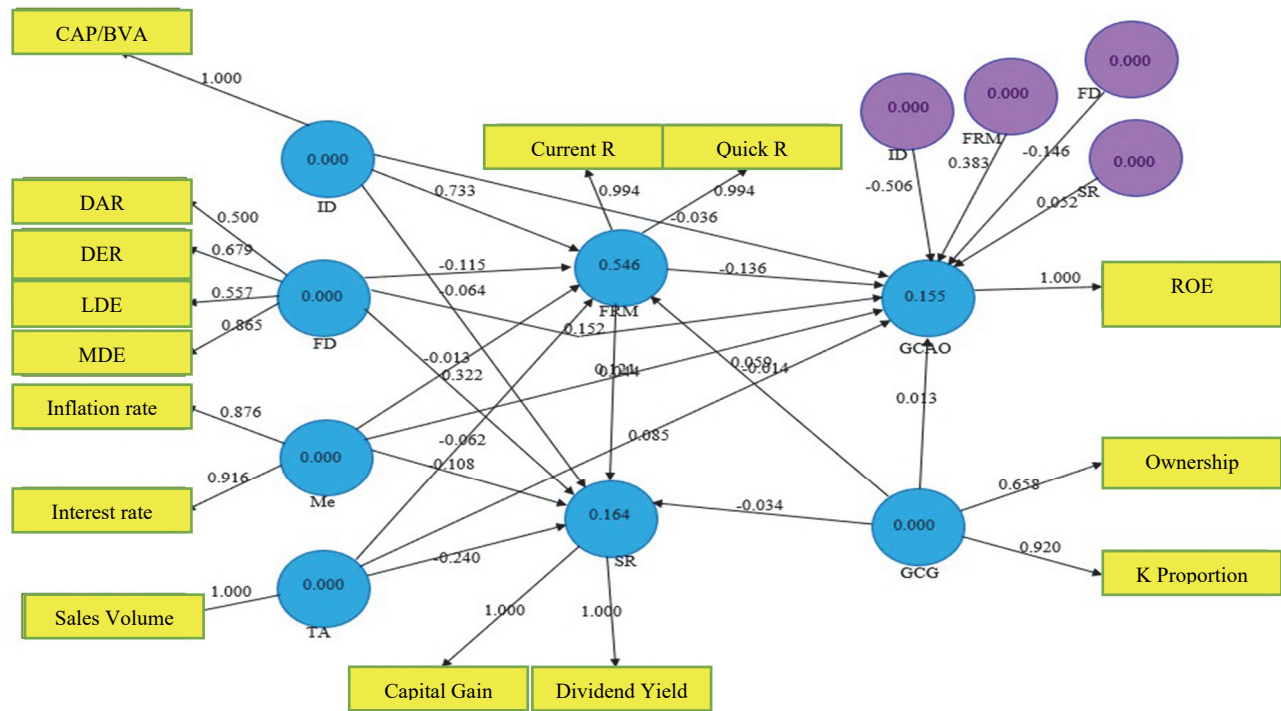 CAP/BVA
1.000
0.000
ID
DAR
0.500
DER
0.679
LDE
0.557
MDE
0.865
0.000
FD
Inflation rate
0.876
Interest rate
0.916
0.000
Me
Sales Volume
1.000
0.000
TA
Current R
Quick R
0.994
0.994
0.733
-0.036
-0.115
-0.064
0.546
FRM
-0.136
0.152
-0.013
0.322
0.121
0.044
0.059
-0.014
-0.062
-0.108
0.085
-0.240
0.164
SR
-0.034
1.000
1.000
Capital Gain
Dividend Yield
0.000
ID
-0.506
0.000
FRM
0.383
0.000
FD
-0.146
0.000
SR
0.052
0.155
GCAO
1.000
ROE
0.013
0.000
GCG
0.658
Ownership
0.920
K Proportion